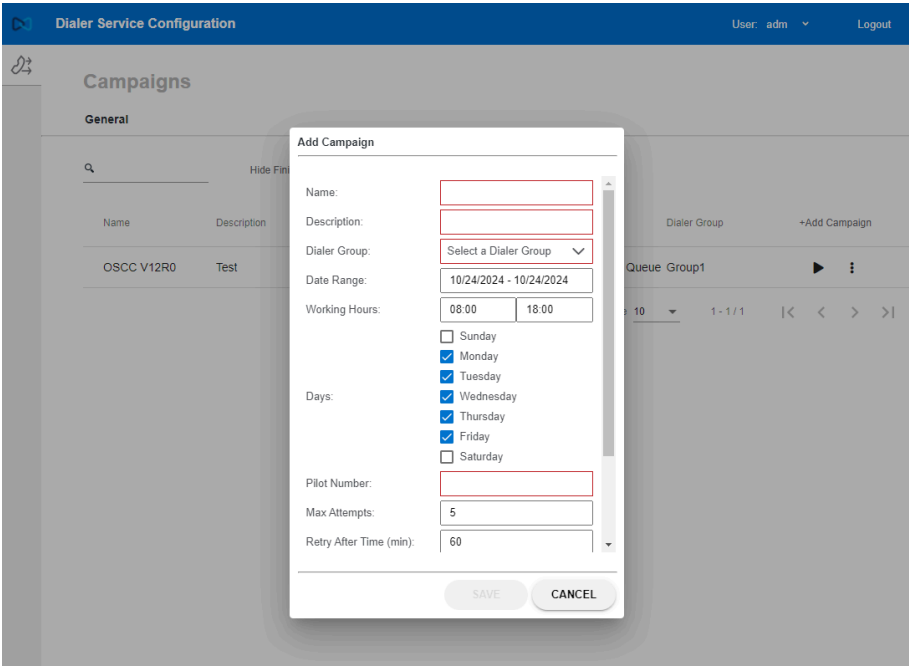 Dialer Service Configuration
User: adm
Logout
Campaigns
General
Hide Fini
Name
Description
Dialer Group
+Add Campaign
OSCC V12R0
Test
Queue
Group1
10
1 - 1 / 1
Add Campaign
Name:
Description:
Dialer Group:
Select a Dialer Group
Date Range:
10/24/2024 - 10/24/2024
Working Hours:
08:00
18:00
Days:
Sunday
Monday
Tuesday
Wednesday
Thursday
Friday
Saturday
Pilot Number:
Max Attempts:
5
Retry After Time (min):
60
SAVE
CANCEL